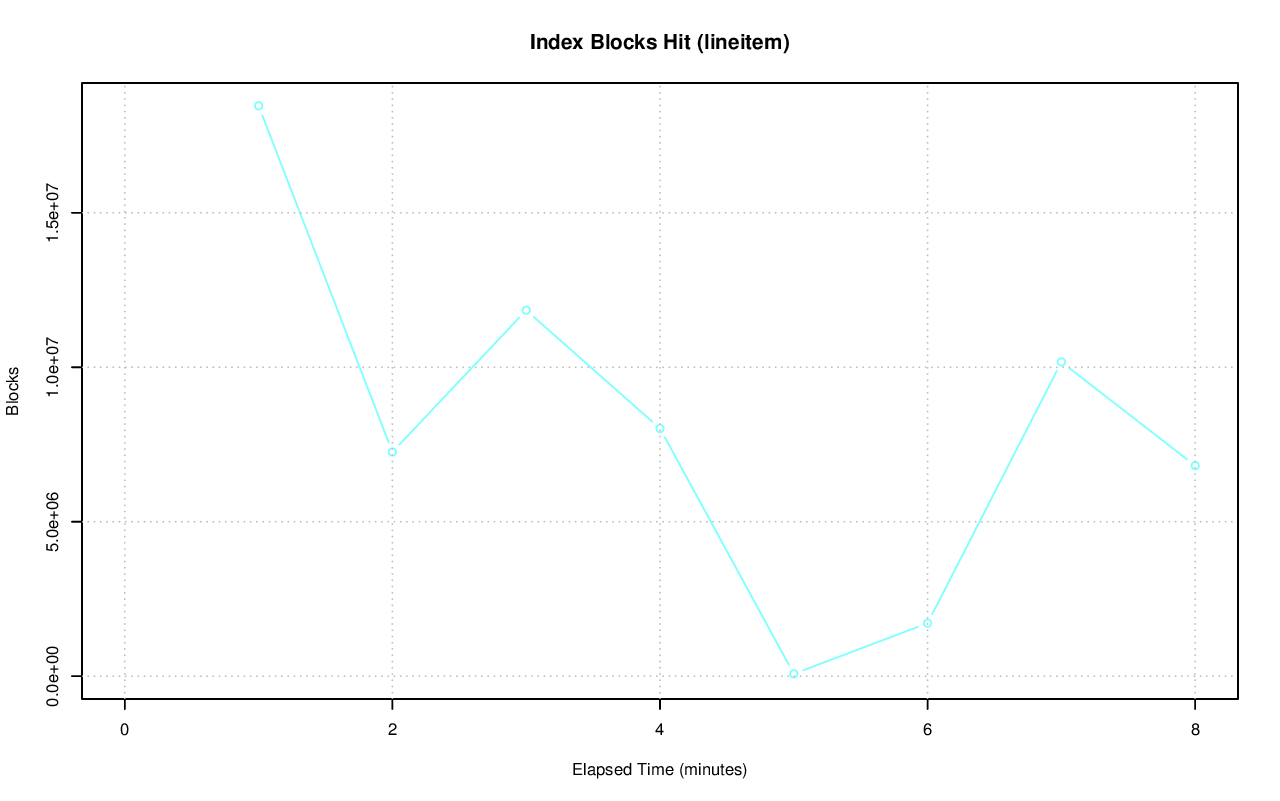 Index Blocks Hit (lineitem)
Blocks
1.5e+07
1.0e+07
5.0e+06
0.0e+00
0 2 4 6 8
Elapsed Time (minutes)